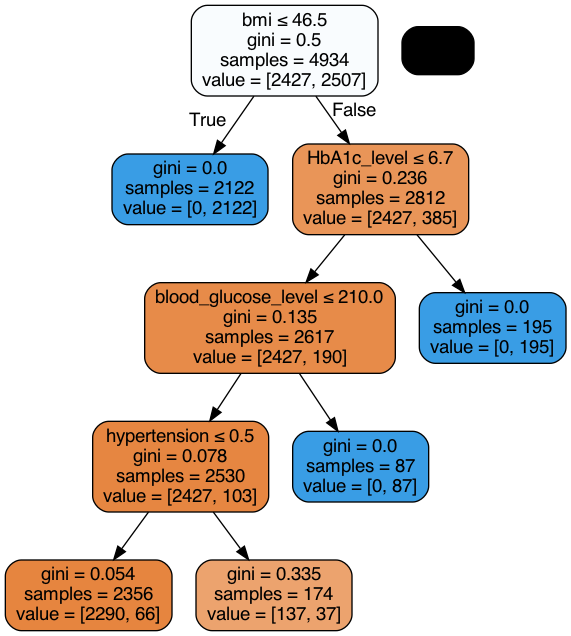 bmi ≤ 46.5
gini = 0.5
samples = 4934
value = [2427, 2507]
True
False
gini = 0.0
samples = 2122
value = [0, 2122]
HbA1c_level ≤ 6.7
gini = 0.236
samples = 2812
value = [2427, 385]
blood_glucose_level ≤ 210.0
gini = 0.135
samples = 2617
value = [2427, 190]
gini = 0.0
samples = 195
value = [0, 195]
hypertension ≤ 0.5
gini = 0.078
samples = 2530
value = [2427, 103]
gini = 0.0
samples = 87
value = [0, 87]
gini = 0.054
samples = 2356
value = [2290, 66]
gini = 0.335
samples = 174
value = [137, 37]